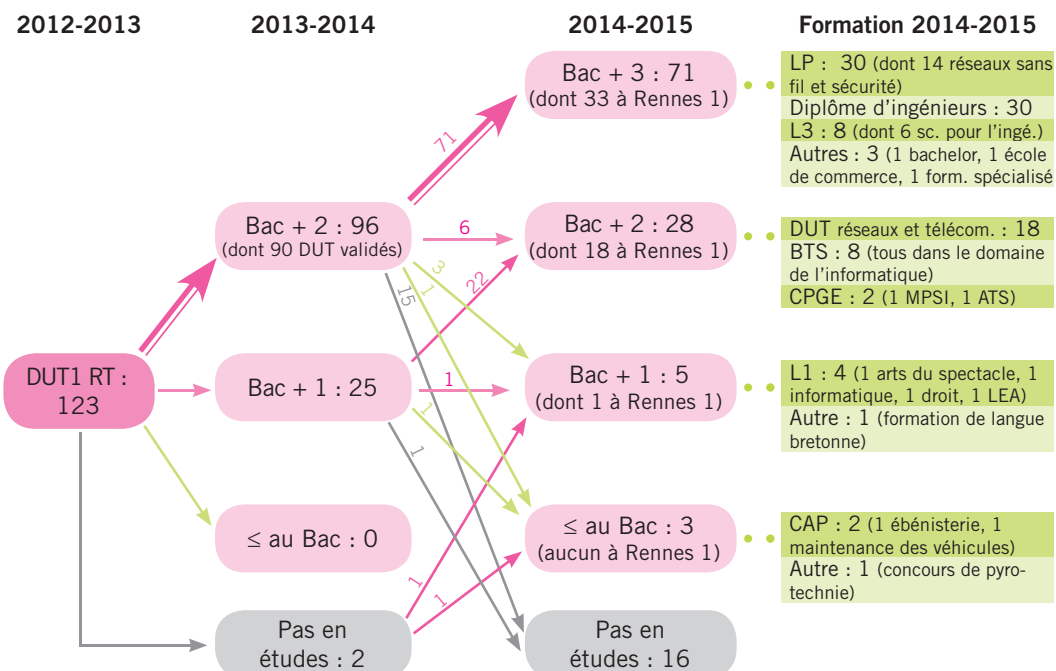 2012-2013
2013-2014
2014-2015
Formation 2014-2015
DUT1 RT :
123
Bac + 2 : 96
(dont 90 DUT validés)
Bac + 1 : 25
≤ au Bac : 0
Pas en
études : 2
71
6
3
1
15
22
1
1
1
1
1
Bac + 3 : 71
(dont 33 à Rennes 1)
Bac + 2 : 28
(dont 18 à Rennes 1)
Bac + 1 : 5
(dont 1 à Rennes 1)
≤ au Bac : 3
(aucun à Rennes 1)
Pas en
études : 16
LP : 30 (dont 14 réseaux sans
fil et sécurité)
Diplôme d'ingénieurs : 30
L3 : 8 (dont 6 sc. pour l'ingé.)
Autres : 3 (1 bachelor, 1 école
de commerce, 1 form. spécialisé
DUT réseaux et télécom. : 18
BTS : 8 (tous dans le domaine
de l'informatique)
CPGE : 2 (1 MPSI, 1 ATS)
L1 : 4 (1 arts du spectacle, 1
informatique, 1 droit, 1 LEA)
Autre : 1 (formation de langue
bretonne)
CAP : 2 (1 ébénisterie, 1
maintenance des véhicules)
Autre : 1 (concours de pyro-
technie)